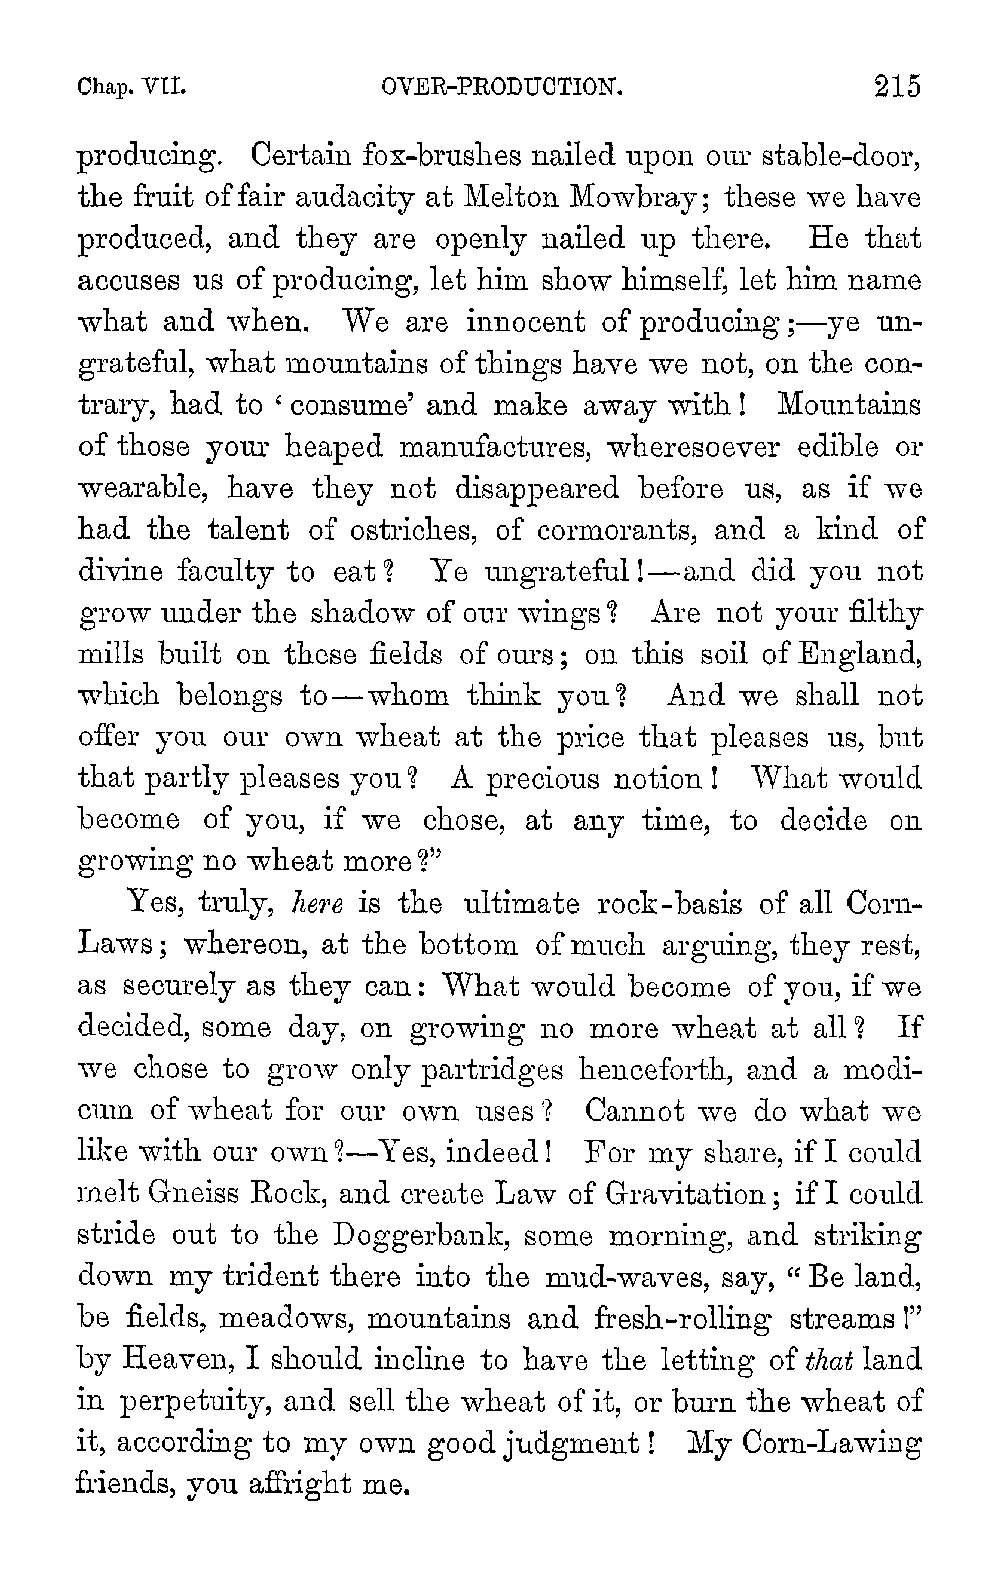 Chap. VII. OVER-PRODUCTION. 215
producing. Certain fox-brushes nailed upon our stable-door,
the fruit of fair audacity at Melton Mowbray; these we have
produced, and they are openly nailed up there. He that
accuses us of producing, let him show himself, let him name
what and when. We are innocent of producing;—ye un-
grateful, what mountains of things have we not, on the con-
trary, had to ‘consume’ and make away with! Mountains
of those your heaped manufactures, wheresoever edible or
wearable, have they not disappeared before us, as if we
had the talent of ostriches, of cormorants, and a kind of
divine faculty to eat? Ye ungrateful!—and did you not
grow under the shadow of our wings? Are not your filthy
mills built on these fields of ours; on this soil of England,
which belongs to—whom think you? And we shall not
offer you our own wheat at the price that pleases us, but
that partly pleases you? A precious notion! What would
become of you, if we chose, at any time, to decide on
growing no wheat more?”
Yes, truly, here is the ultimate rock-basis of all Corn-
Laws; whereon, at the bottom of much arguing, they rest,
as securely as they can: What would become of you, if we
decided, some day, on growing no more wheat at all? If
we chose to grow only partridges henceforth, and a modi-
cum of wheat for our own uses? Cannot we do what we
like with our own?—Yes, indeed! For my share, if I could
melt Gneiss Rock, and create Law of Gravitation; if I could
stride out to the Doggerbank, some morning, and striking
down my trident there into the mud-waves, say, “Be land,
be fields, meadows, mountains and fresh-rolling streams!”
by Heaven, I should incline to have the letting of that land
in perpetuity, and sell the wheat of it, or burn the wheat of
it, according to my own good judgment! My Corn-Lawing
friends, you affright me.